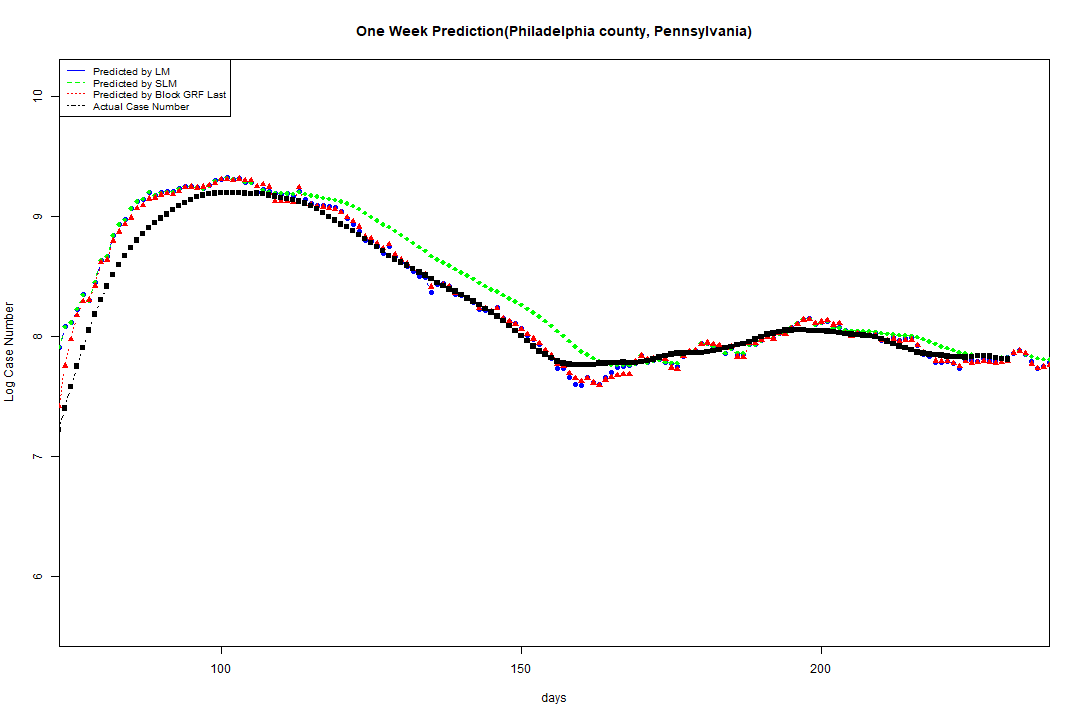 One Week Prediction(Philadelphia county, Pennsylvania)
Predicted by LM
Predicted by SLM
Predicted by Block GRF Last
Actual Case Number
10
9
8
7
6
Log Case Number
100
150
200
days